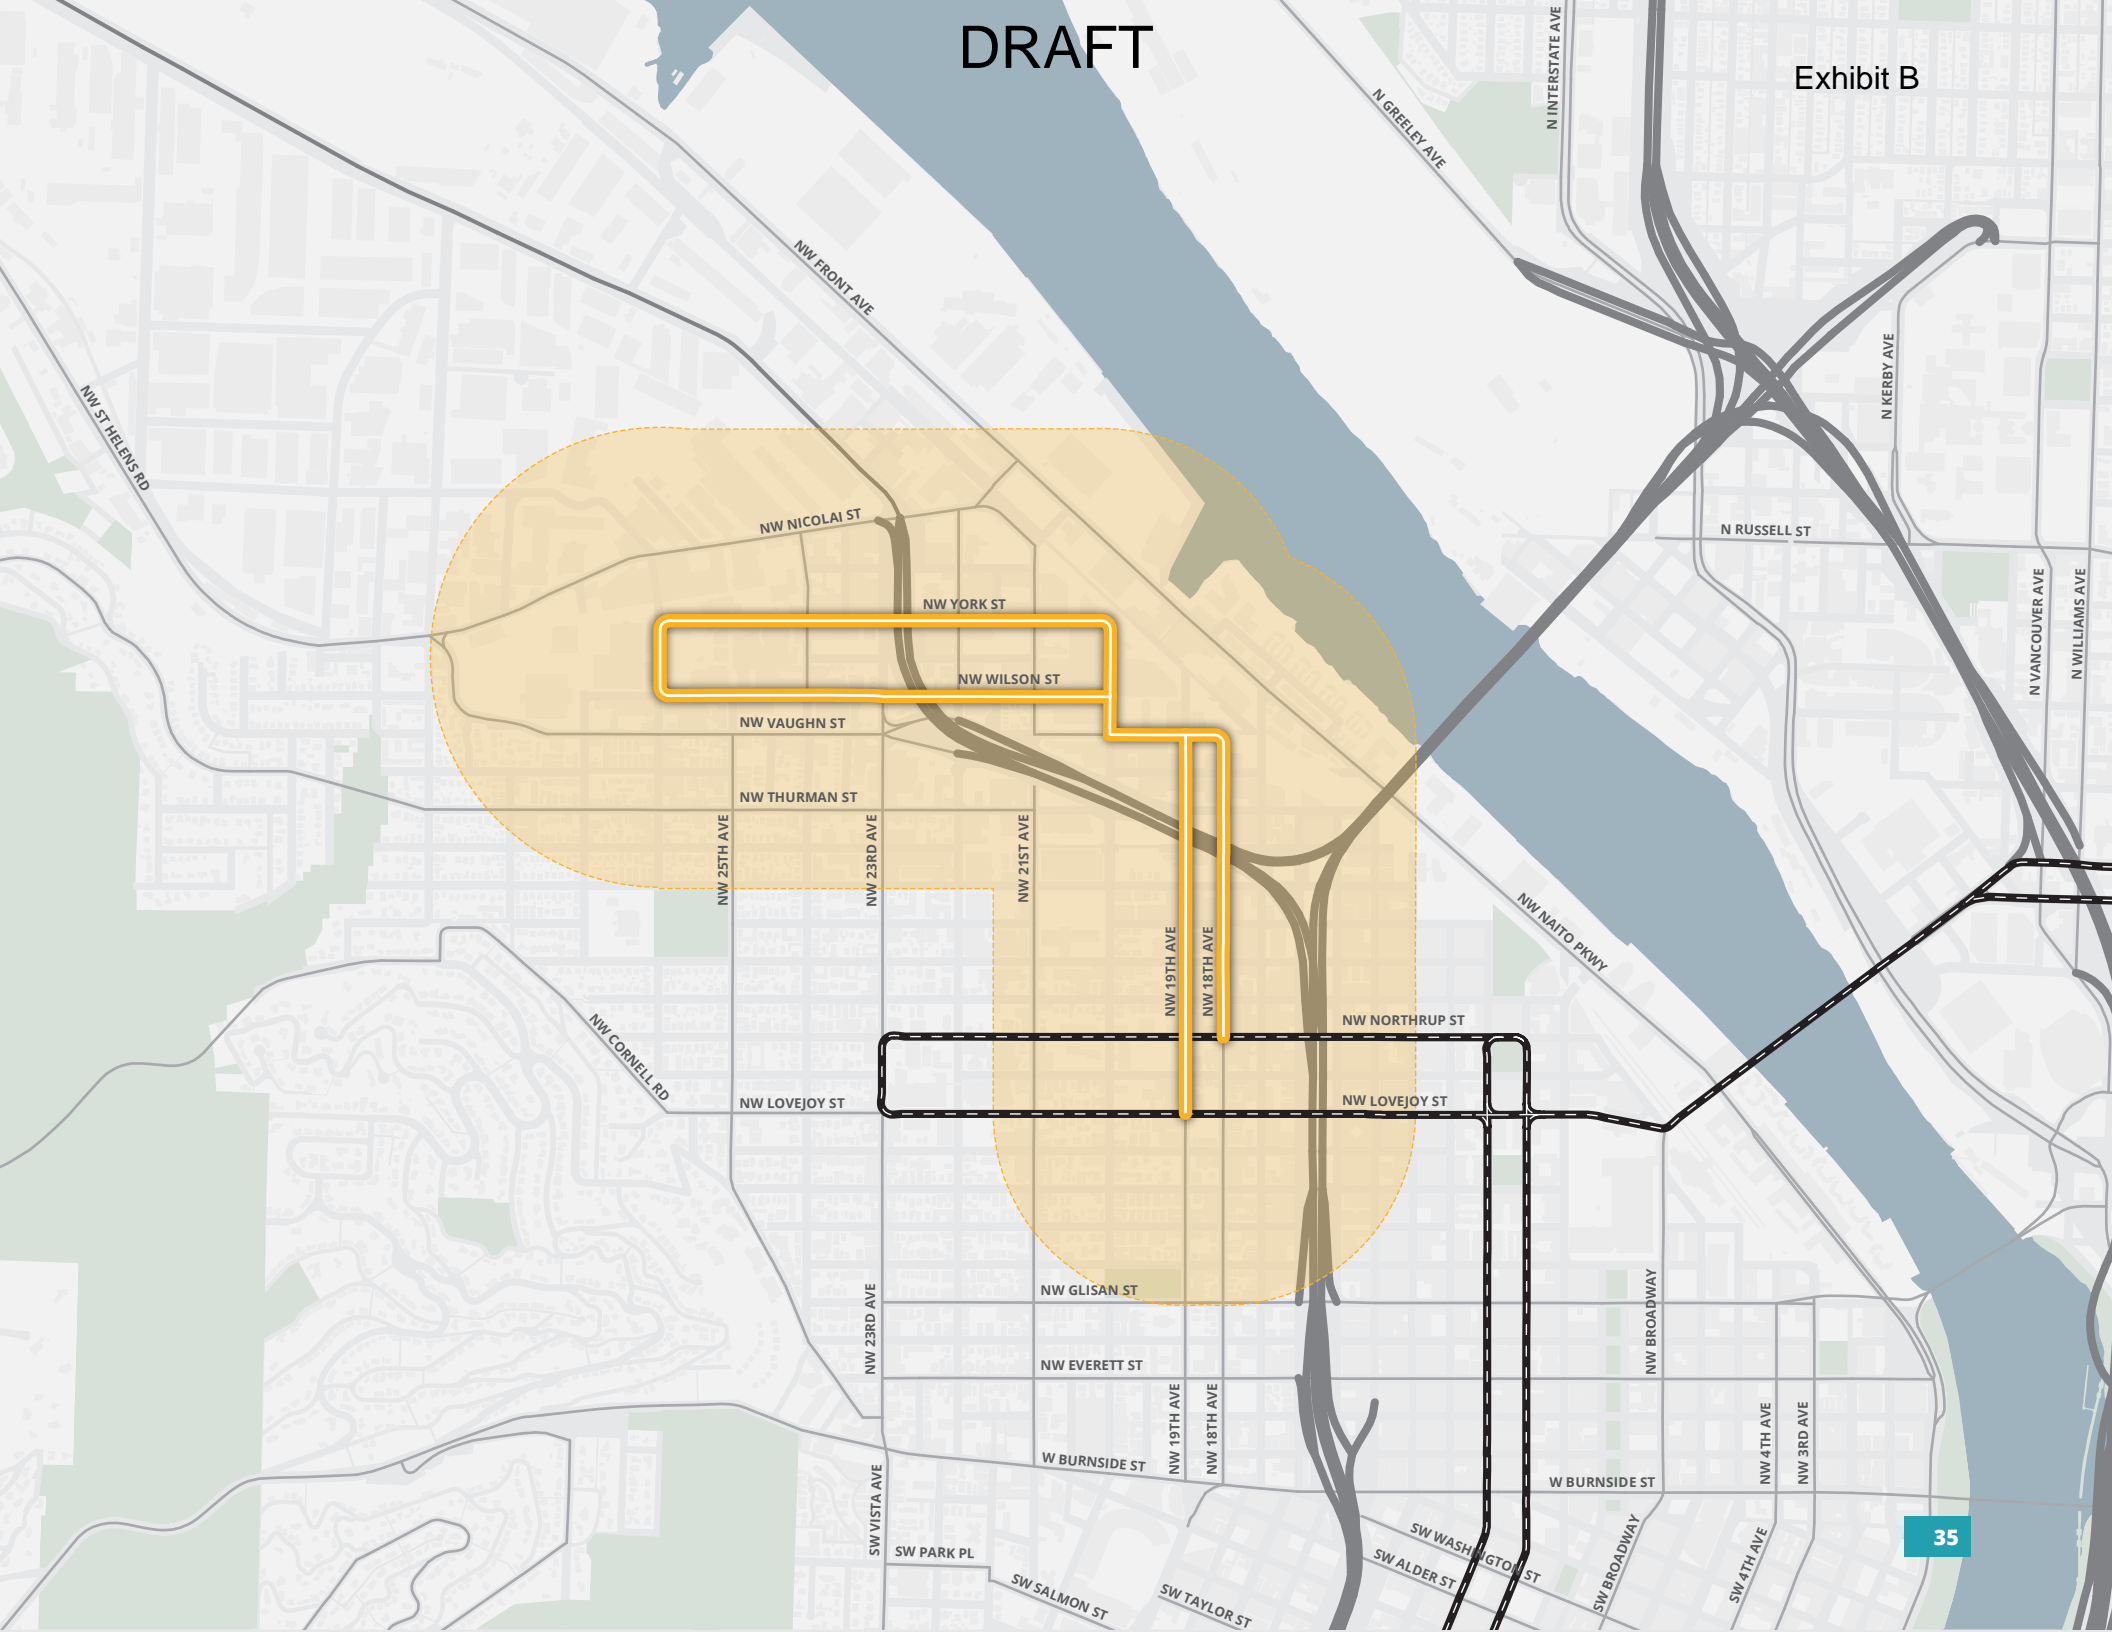 DRAFT
Exhibit B
N INTERSTATE AVE
N GREELEY AVE
NW FRONT AVE
N KERBY AVE
NW ST HELENS RD
NW NICOLAI ST
N RUSSELL ST
NW YORK ST
N VANCOUVER AVE
N WILLIAMS AVE
NW WILSON ST
NW VAUGHN ST
NW THURMAN ST
NW 25TH AVE
NW 23RD AVE
NW 21ST AVE
NW 19TH AVE
NW 18TH AVE
NW NAITO PKWY
NW CORNELL RD
NW NORTHRUP ST
NW LOVEJOY ST
NW LOVEJOY ST
NW GLISAN ST
NW 23RD AVE
NW BROADWAY
NW EVERETT ST
NW 19TH AVE
NW 18TH AVE
NW 4TH AVE
NW 3RD AVE
W BURNSIDE ST
W BURNSIDE ST
SW VISTA AVE
SW PARK PL
SW WASHINGTON ST
SW ALDER ST
SW BROADWAY
SW 4TH AVE
SW SALMON ST
SW TAYLOR ST
35